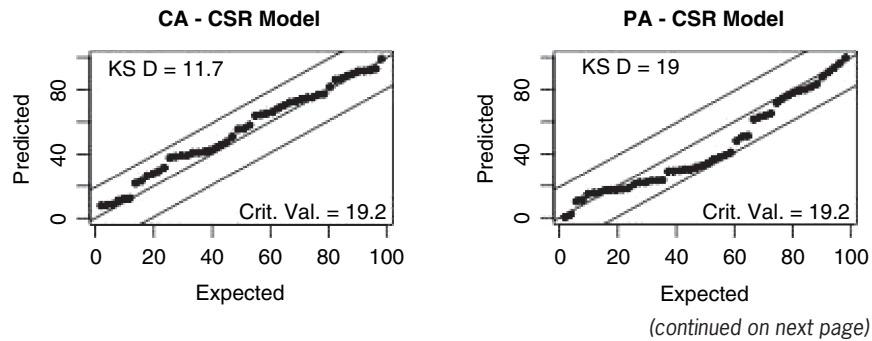 CA - CSR Model
KS D = 11.7
Predicted
0 40 80
Crit. Val. = 19.2
0 20 40 60 80 100
Expected
PA - CSR Model
KS D = 19
Predicted
0 40 80
Crit. Val. = 19.2
0 20 40 60 80 100
Expected
(continued on next page)